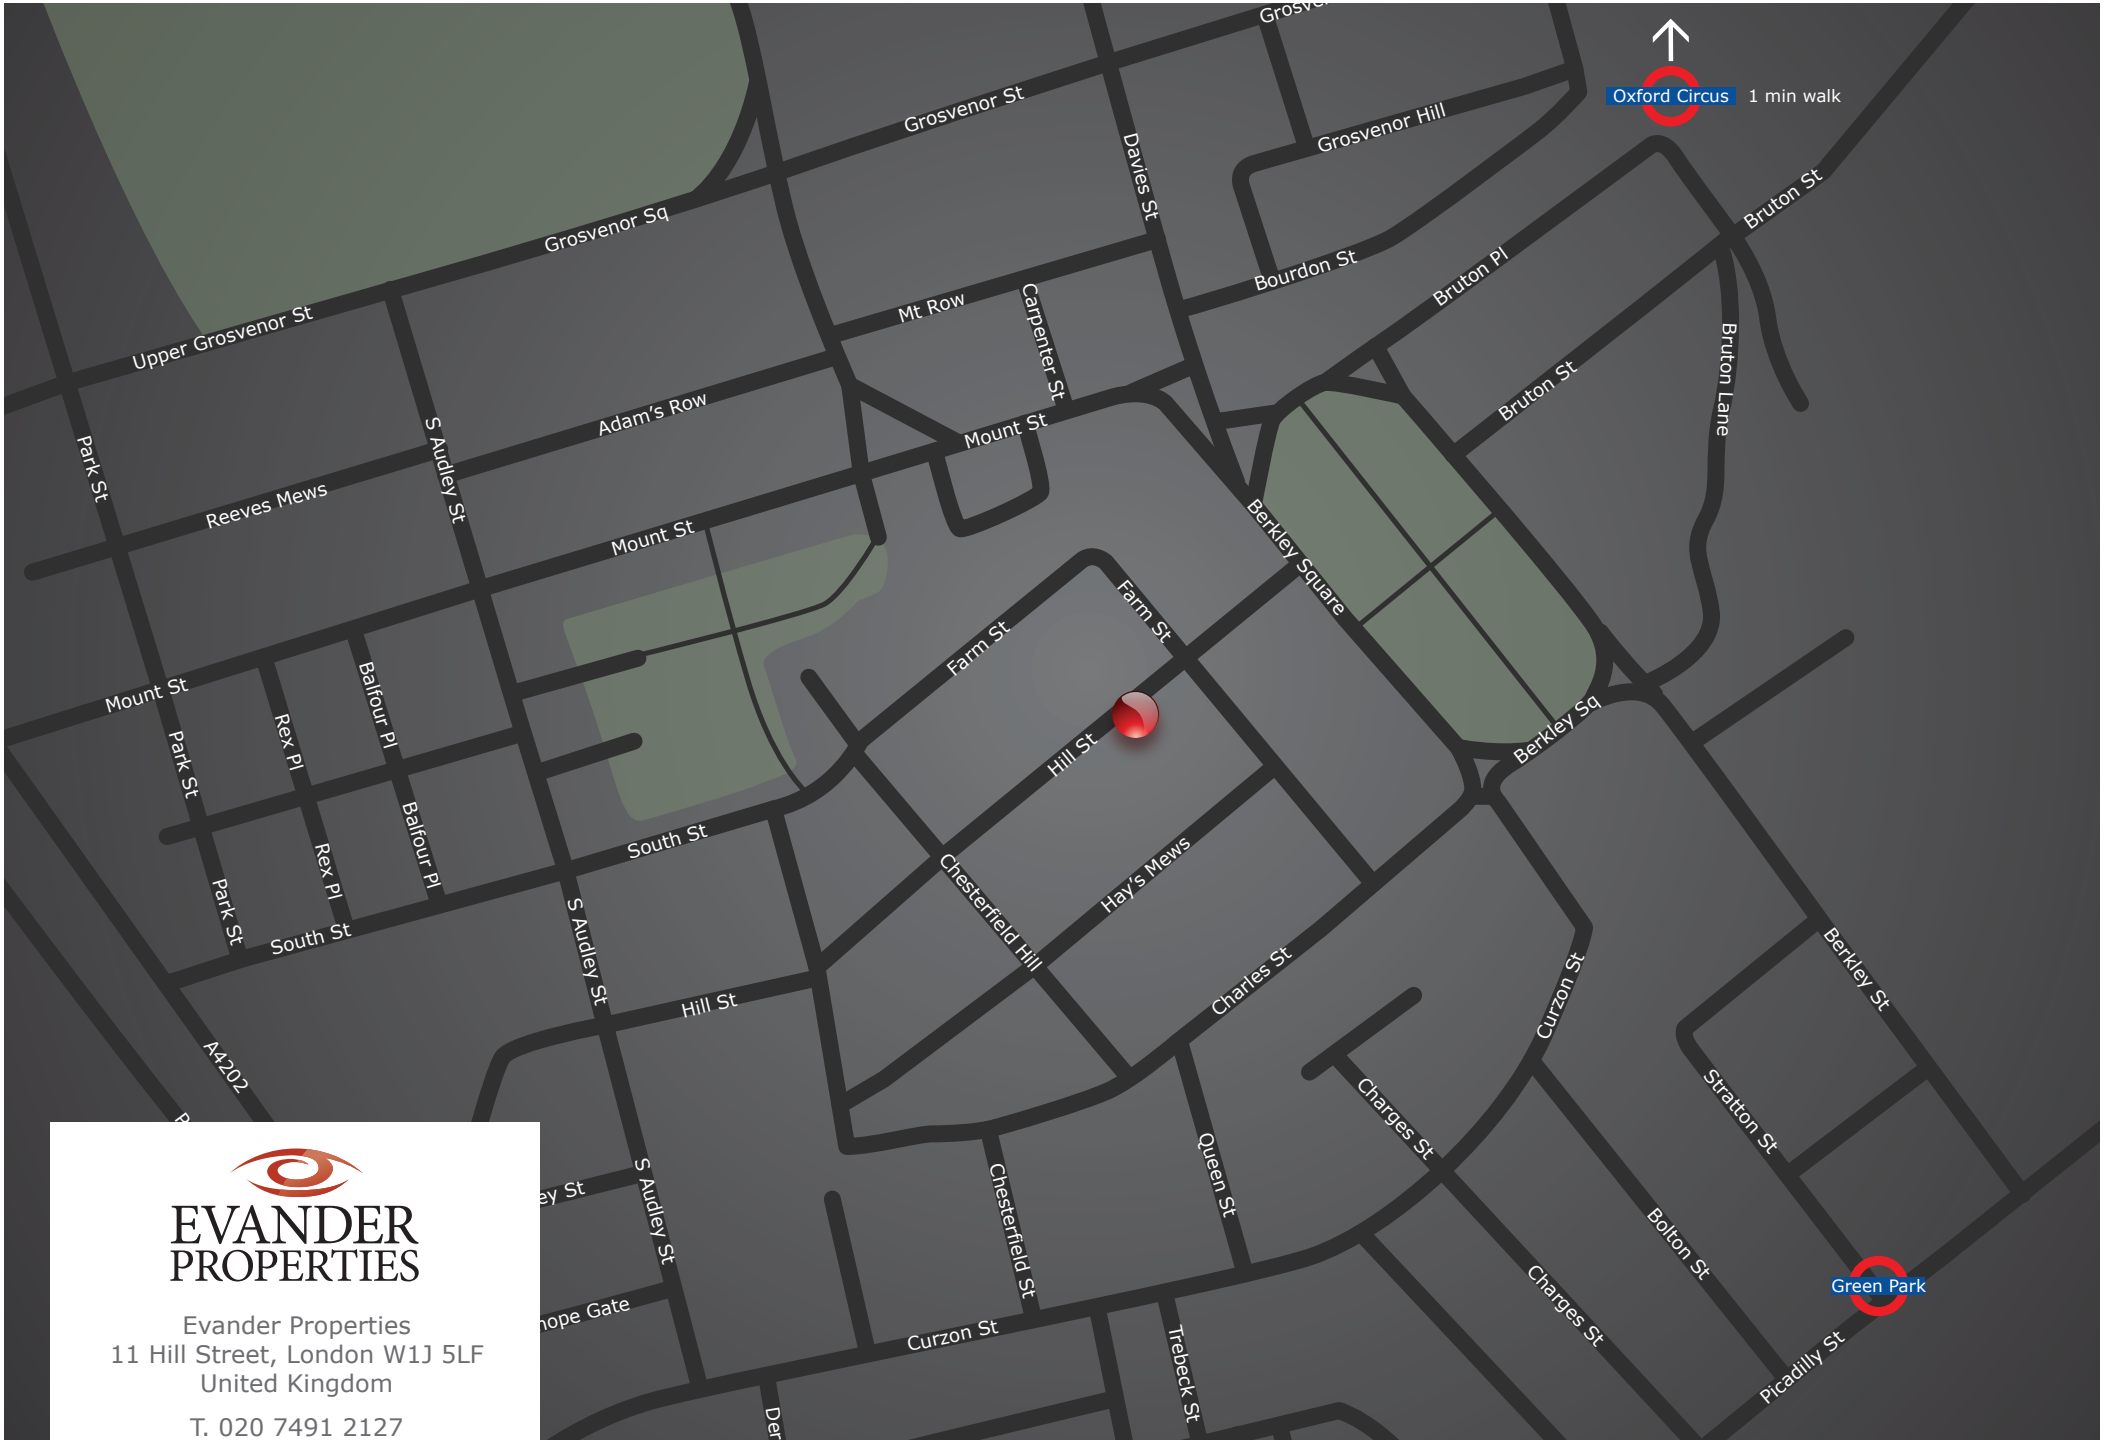 Grosve
Oxford Circus 1 min walk
Grosvenor St
Davies St
Grosvenor Hill
Bruton St
Grosvenor Sq
Bourdon St
Bruton Pl
Upper Grosvenor St
Mt Row
Carpenter St
Bruton Lane
Bruton St
Adam's Row
Mount St
S Audley St
Park St
Reeves Mews
Mount St
Berkley Square
Farm St
Farm St
Mount St
Balfour Pl
Rex Pl
Park St
Hill St
Berkley Sq
South St
Balfour Pl
Rex Pl
Park St
South St
Hay's Mews
Chesterfield Hill
S Audley St
Charles St
Curzon St
Berkley St
Hill St
A4202
Charges St
Stratton St
Queen St
ey St
S Audley St
Chesterfield St
Bolton St
Charges St
Green Park
hope Gate
Curzon St
Trebeck St
Picadilly St
Der
EVANDER
PROPERTIES
Evander Properties
11 Hill Street, London W1J 5LF
United Kingdom
T. 020 7491 2127